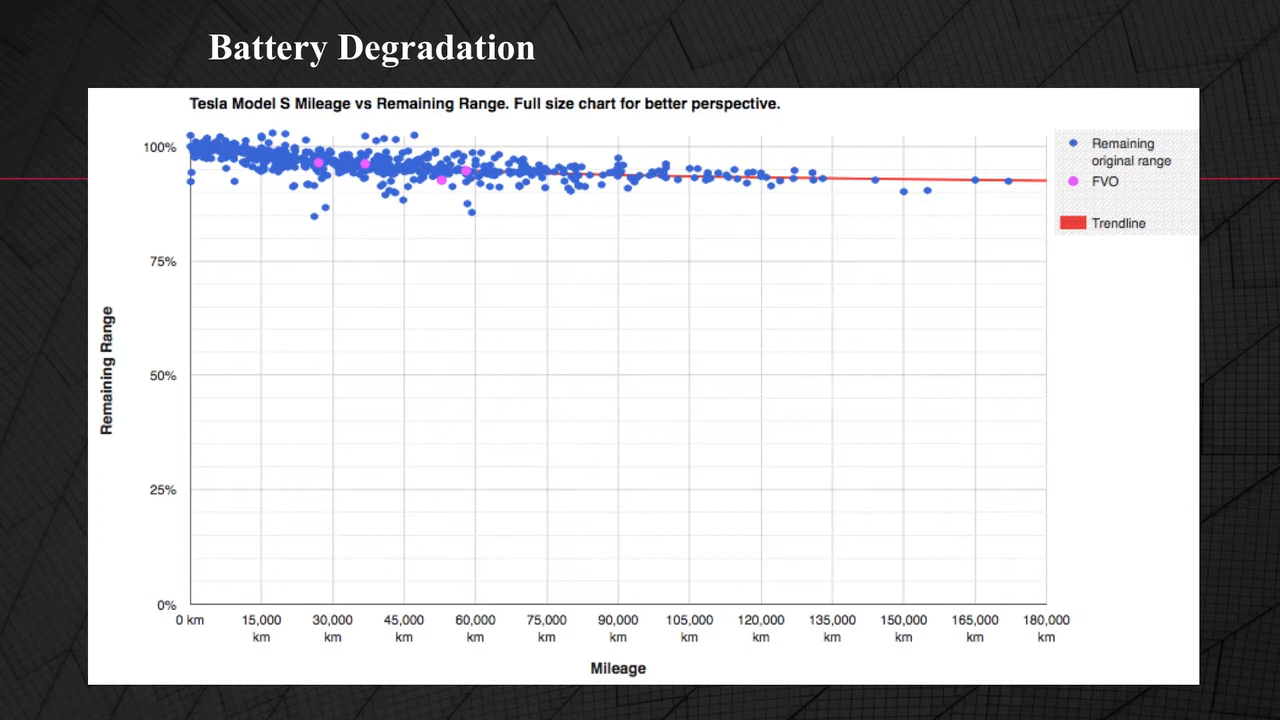 Battery Degradation
Tesla Model S Mileage vs Remaining Range. Full size chart for better perspective.
100%
75%
50%
25%
0%
Remaining Range
0 km
15,000
km
30,000
km
45,000
km
60,000
km
75,000
km
90,000
km
105,000
km
120,000
km
135,000
km
150,000
km
165,000
km
180,000
km
Mileage
Remaining
original range
FVO
Trendline